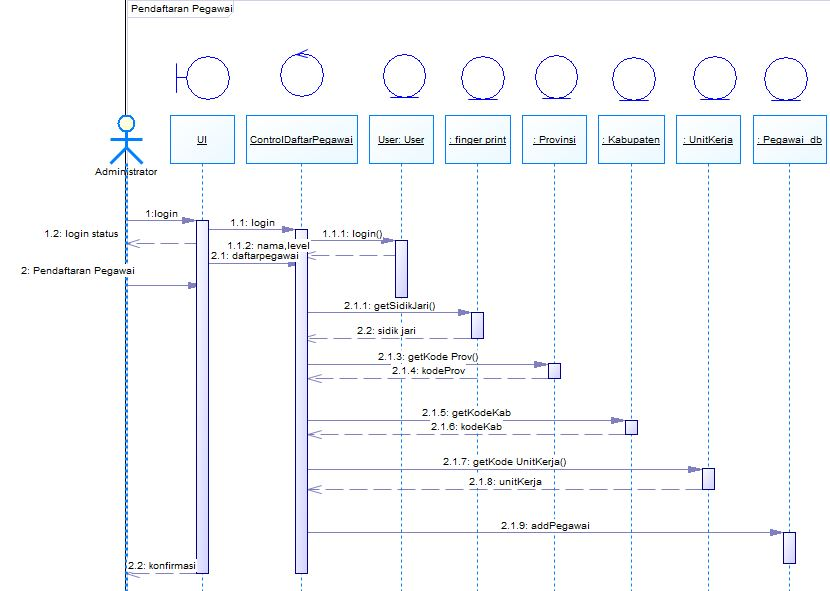 Pendaftaran Pegawai
UI
ControlDaftarPegawai
User: User
: finger print
: Provinsi
: Kabupaten
: UnitKerja
: Pegawai_db
Administrator
1:login
1.1: login
1.2: login status
1.1.1: login()
1.1.2: nama,level
2.1: daftarpegawai
2: Pendaftaran Pegawai
2.1.1: getSidikJari()
2.2: sidik jari
2.1.3: getKode Prov()
2.1.4: kodeProv
2.1.5: getKodeKab
2.1.6: kodeKab
2.1.7: getKode UnitKerja()
2.1.8: unitKerja
2.1.9: addPegawai
2.2: konfirmasi